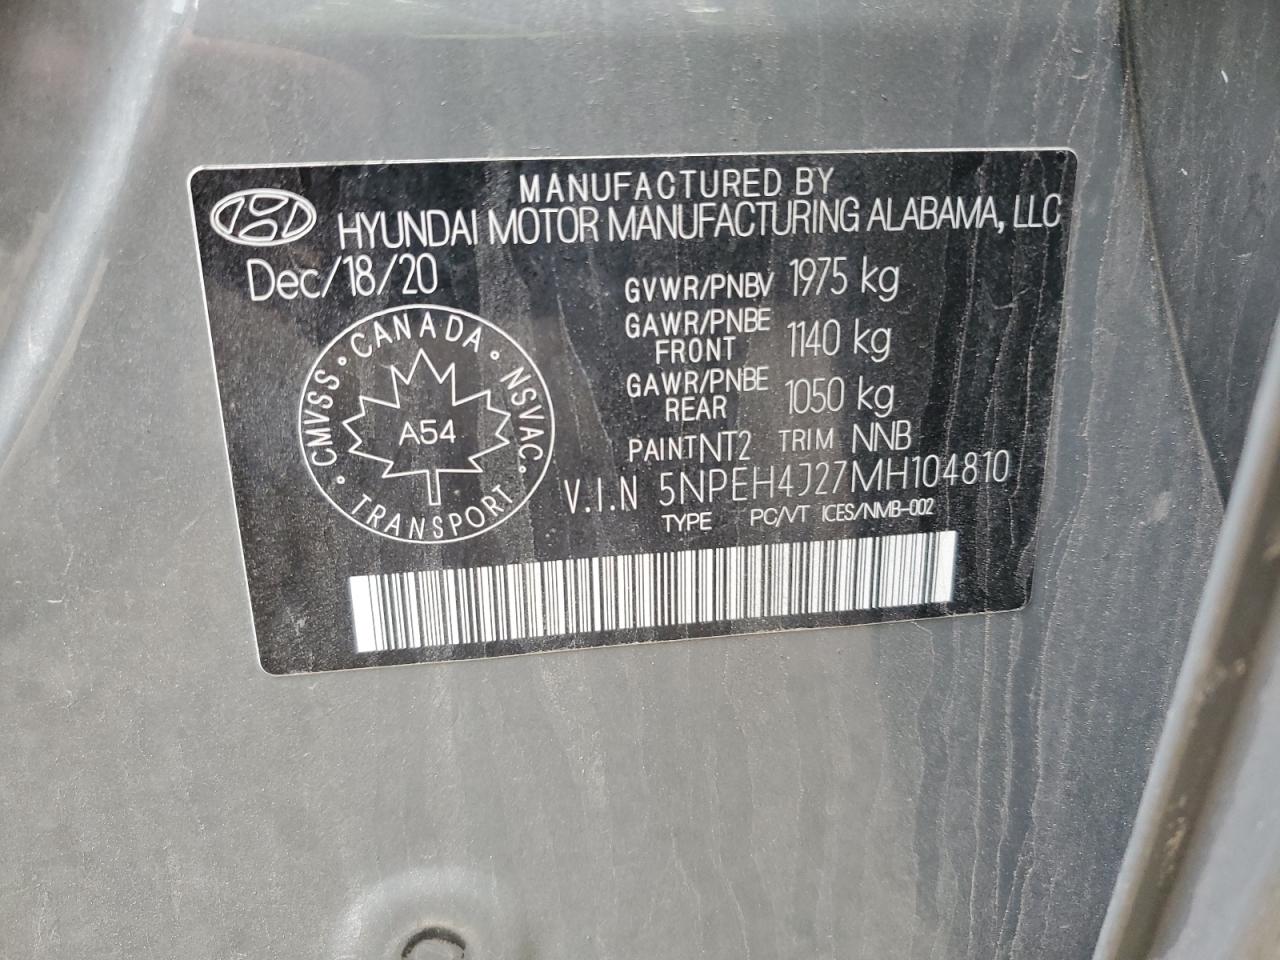 MANUFACTURED BY
HYUNDAI MOTOR MANUFACTURING ALABAMA, LLC
Dec/18/20
GVWR/PNBV 1975 kg
GAWR/PNBE FRONT 1140 kg
GAWR/PNBE REAR 1050 kg
PAINT NT2 TRIM NNB
V.I.N 5NPEH4J27MH104810
TYPE PC/VT ICES/NMB-002
CANADA · NSVAC · TRANSPORT · CMVSS ·
A54